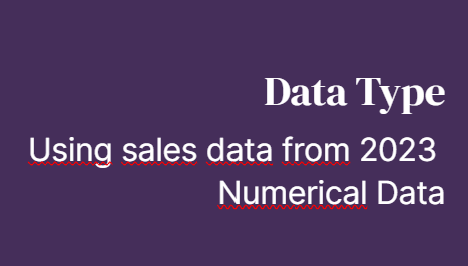 Data Type
Using sales data from 2023
Numerical Data